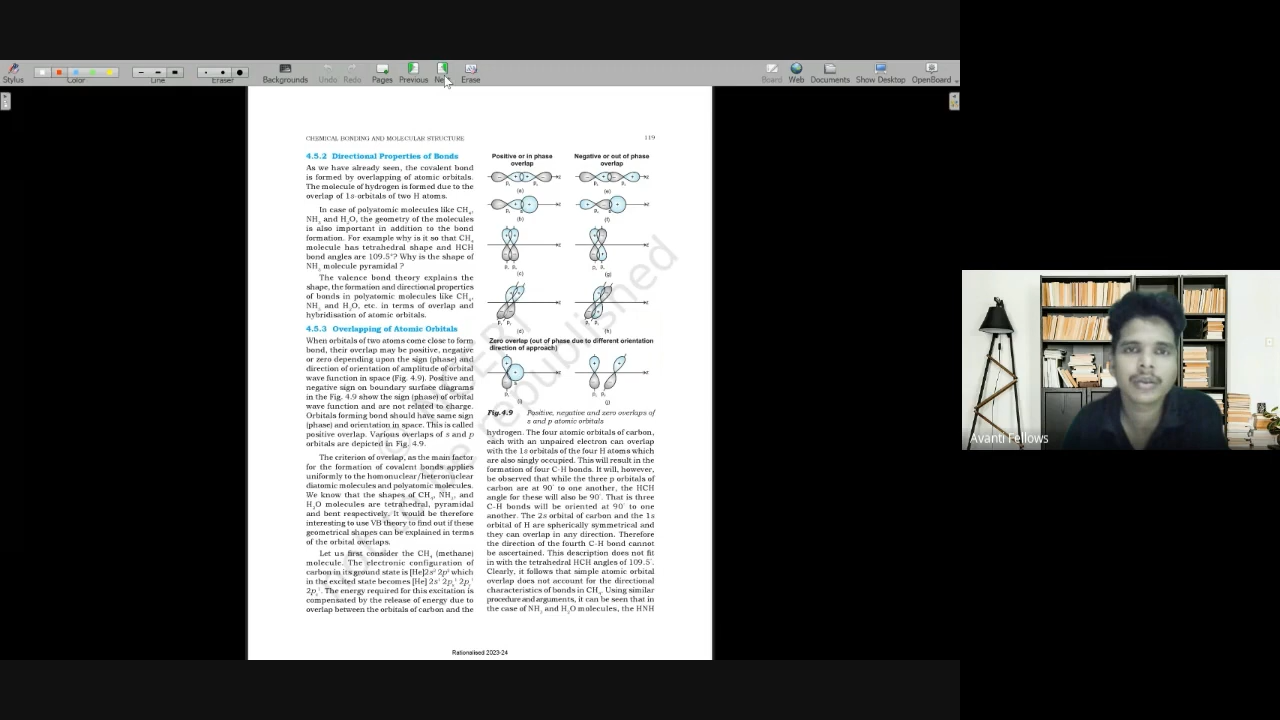 Stylus
Color
Line
Eraser
Backgrounds
Undo
Redo
Pages
Previous
Erase
Board
Web
Documents
Show Desktop
OpenBoard
CHEMICAL BONDING AND MOLECULAR STRUCTURE
119
4.5.2 Directional Properties of Bonds
As we have already seen, the covalent bond
is formed by overlapping of atomic orbitals.
The molecule of hydrogen is formed due to the
overlap of 1s-orbitals of two H atoms.
In case of polyatomic molecules like CH4,
NH3 and H2O, the geometry of the molecules
is also important in addition to the bond
formation. For example why is it so that CH4
molecule has tetrahedral shape and HCH
bond angles are 109.5°? Why is the shape of
NH3 molecule pyramidal ?
The valence bond theory explains the
shape, the formation and directional properties
of bonds in polyatomic molecules like CH4,
NH3 and H2O, etc. in terms of overlap and
hybridisation of atomic orbitals.
4.5.3 Overlapping of Atomic Orbitals
When orbitals of two atoms come close to form
bond, their overlap may be positive, negative
or zero depending upon the sign (phase) and
direction of orientation of amplitude of orbital
wave function in space (Fig. 4.9). Positive and
negative sign on boundary surface diagrams
in the Fig. 4.9 show the sign (phase) of orbital
wave function and are not related to charge.
Orbitals forming bond should have same sign
(phase) and orientation in space. This is called
positive overlap. Various overlaps of s and p
orbitals are depicted in Fig. 4.9.
The criterion of overlap, as the main factor
for the formation of covalent bonds applies
uniformly to the homonuclear/heteronuclear
diatomic molecules and polyatomic molecules.
We know that the shapes of CH4, NH3, and
H2O molecules are tetrahedral, pyramidal
and bent respectively. It would be therefore
interesting to use VB theory to find out if these
geometrical shapes can be explained in terms
of the orbital overlaps.
Let us first consider the CH4 (methane)
molecule. The electronic configuration of
carbon in its ground state is [He]2s² 2p² which
in the excited state becomes [He] 2s¹ 2px¹ 2py¹
2pz¹. The energy required for this excitation is
compensated by the release of energy due to
overlap between the orbitals of carbon and the
Positive or in phase
overlap
Negative or out of phase
overlap
(a)
(e)
(b)
(f)
(c)
(g)
(d)
(h)
Zero overlap (out of phase due to different orientation
direction of approach)
(i)
(j)
Fig.4.9 Positive, negative and zero overlaps of
s and p atomic orbitals
hydrogen. The four atomic orbitals of carbon,
each with an unpaired electron can overlap
with the 1s orbitals of the four H atoms which
are also singly occupied. This will result in the
formation of four C-H bonds. It will, however,
be observed that while the three p orbitals of
carbon are at 90° to one another, the HCH
angle for these will also be 90°. That is three
C-H bonds will be oriented at 90° to one
another. The 2s orbital of carbon and the 1s
orbital of H are spherically symmetrical and
they can overlap in any direction. Therefore
the direction of the fourth C-H bond cannot
be ascertained. This description does not fit
in with the tetrahedral HCH angles of 109.5°.
Clearly, it follows that simple atomic orbital
overlap does not account for the directional
characteristics of bonds in CH4. Using similar
procedure and arguments, it can be seen that in
the case of NH3 and H2O molecules, the HNH
Rationalised 2023-24
Avanti Fellows